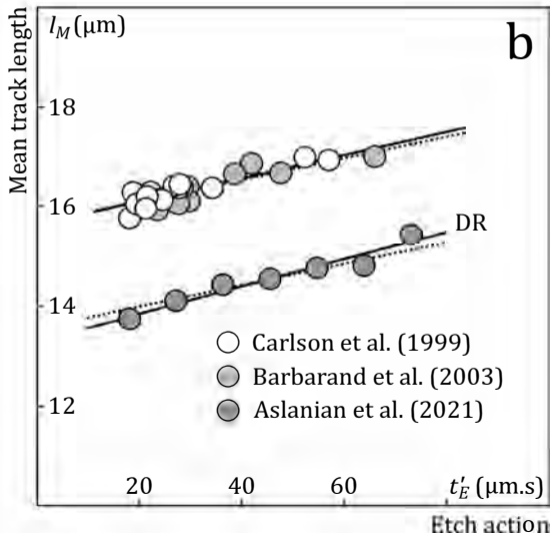 l_M (μm)
b
Mean track length
18
16
DR
14
Carlson et al. (1999)
Barbarand et al. (2003)
12
Aslanian et al. (2021)
20
40
60
t'_E (μm.s)
Etch action